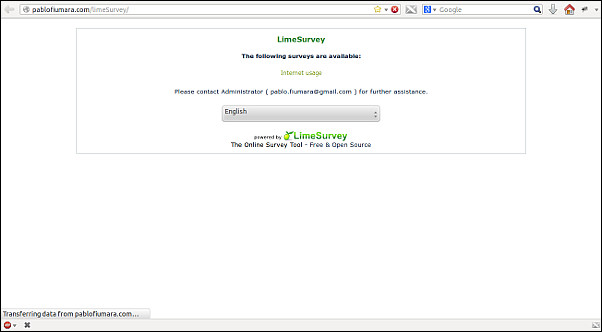 pablofiumara.com/limeSurvey/
Google
LimeSurvey
The following surveys are available:
Internet usage
Please contact Administrator ( pablo.fiumara@gmail.com ) for further assistance.
English
powered by LimeSurvey
The Online Survey Tool - Free & Open Source
Transferring data from pablofiumara.com...